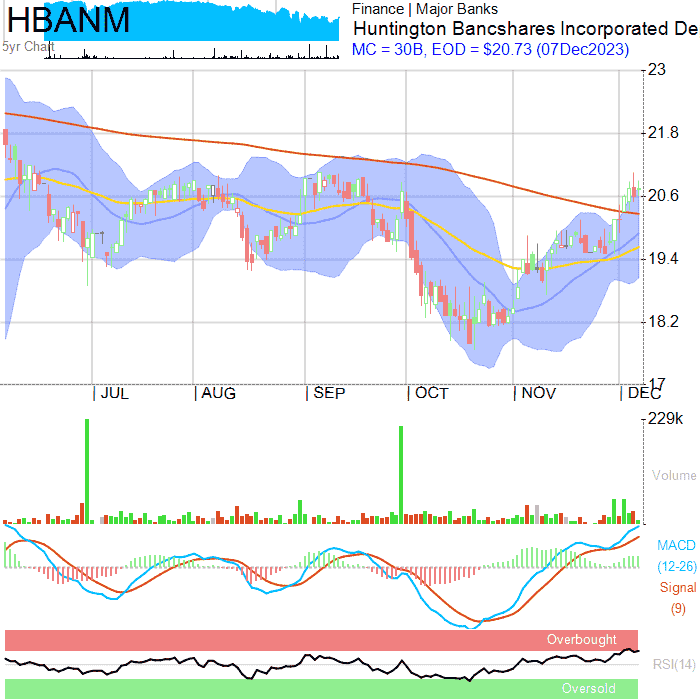 HBANM
5yr Chart
Finance | Major Banks
Huntington Bancshares Incorporated De
MC = 30B, EOD = $20.73 (07Dec2023)
23
21.8
20.6
19.4
18.2
17
JUL AUG SEP OCT NOV DEC
229k
Volume
MACD
(12-26)
Signal
(9)
Overbought
RSI(14)
Oversold